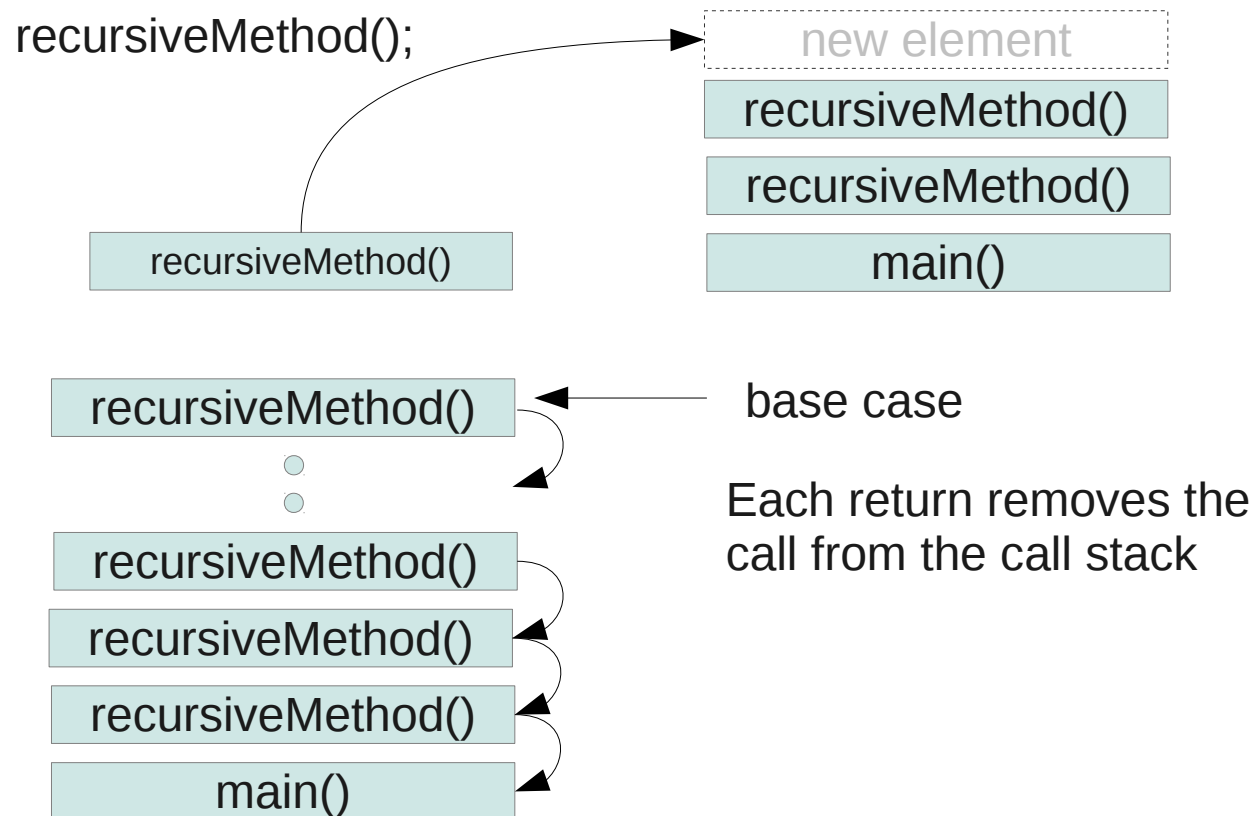 recursiveMethod();
new element
recursiveMethod()
recursiveMethod()
recursiveMethod()
main()
recursiveMethod()
base case
Each return removes the
call from the call stack
recursiveMethod()
recursiveMethod()
recursiveMethod()
main()